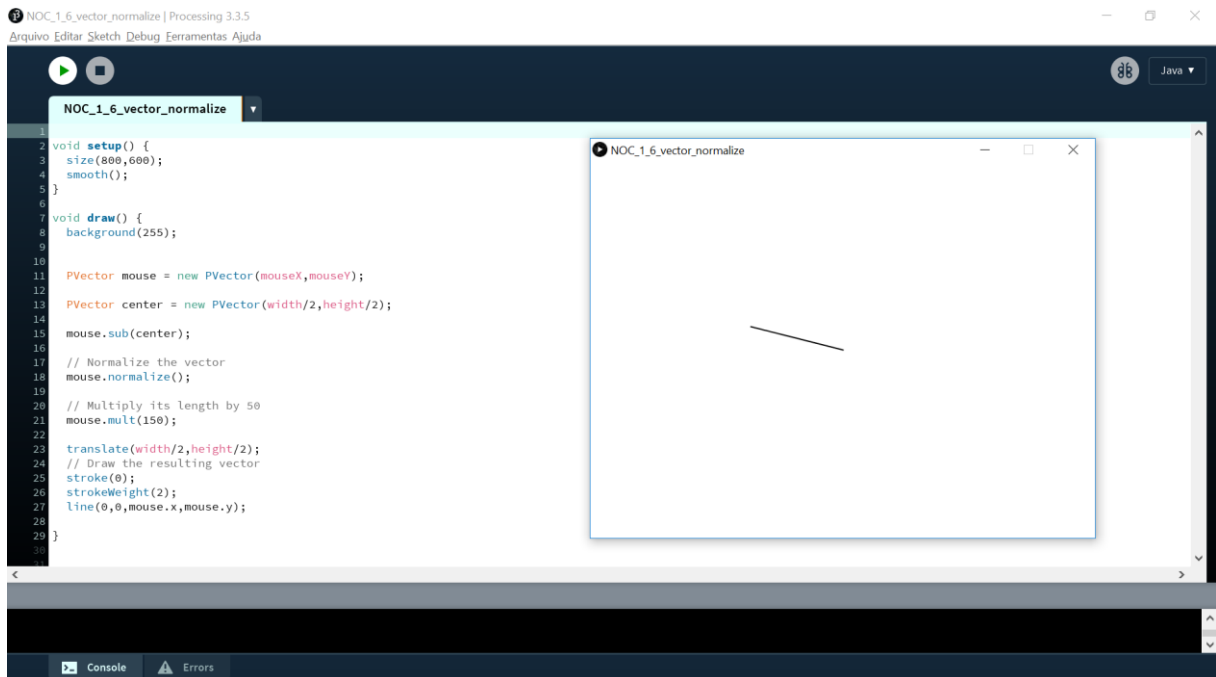 NOC_1_6_vector_normalize | Processing 3.3.5
Arquivo Editar Sketch Debug Ferramentas Ajuda
Java ▼
NOC_1_6_vector_normalize ▼
1
2 void setup() {
3 size(800,600);
4 smooth();
5 }
6
7 void draw() {
8 background(255);
9
10
11 PVector mouse = new PVector(mouseX,mouseY);
12
13 PVector center = new PVector(width/2,height/2);
14
15 mouse.sub(center);
16
17 // Normalize the vector
18 mouse.normalize();
19
20 // Multiply its length by 50
21 mouse.mult(150);
22
23 translate(width/2,height/2);
24 // Draw the resulting vector
25 stroke(0);
26 strokeWeight(2);
27 line(0,0,mouse.x,mouse.y);
28
29 }
30
31
NOC_1_6_vector_normalize
Console Errors